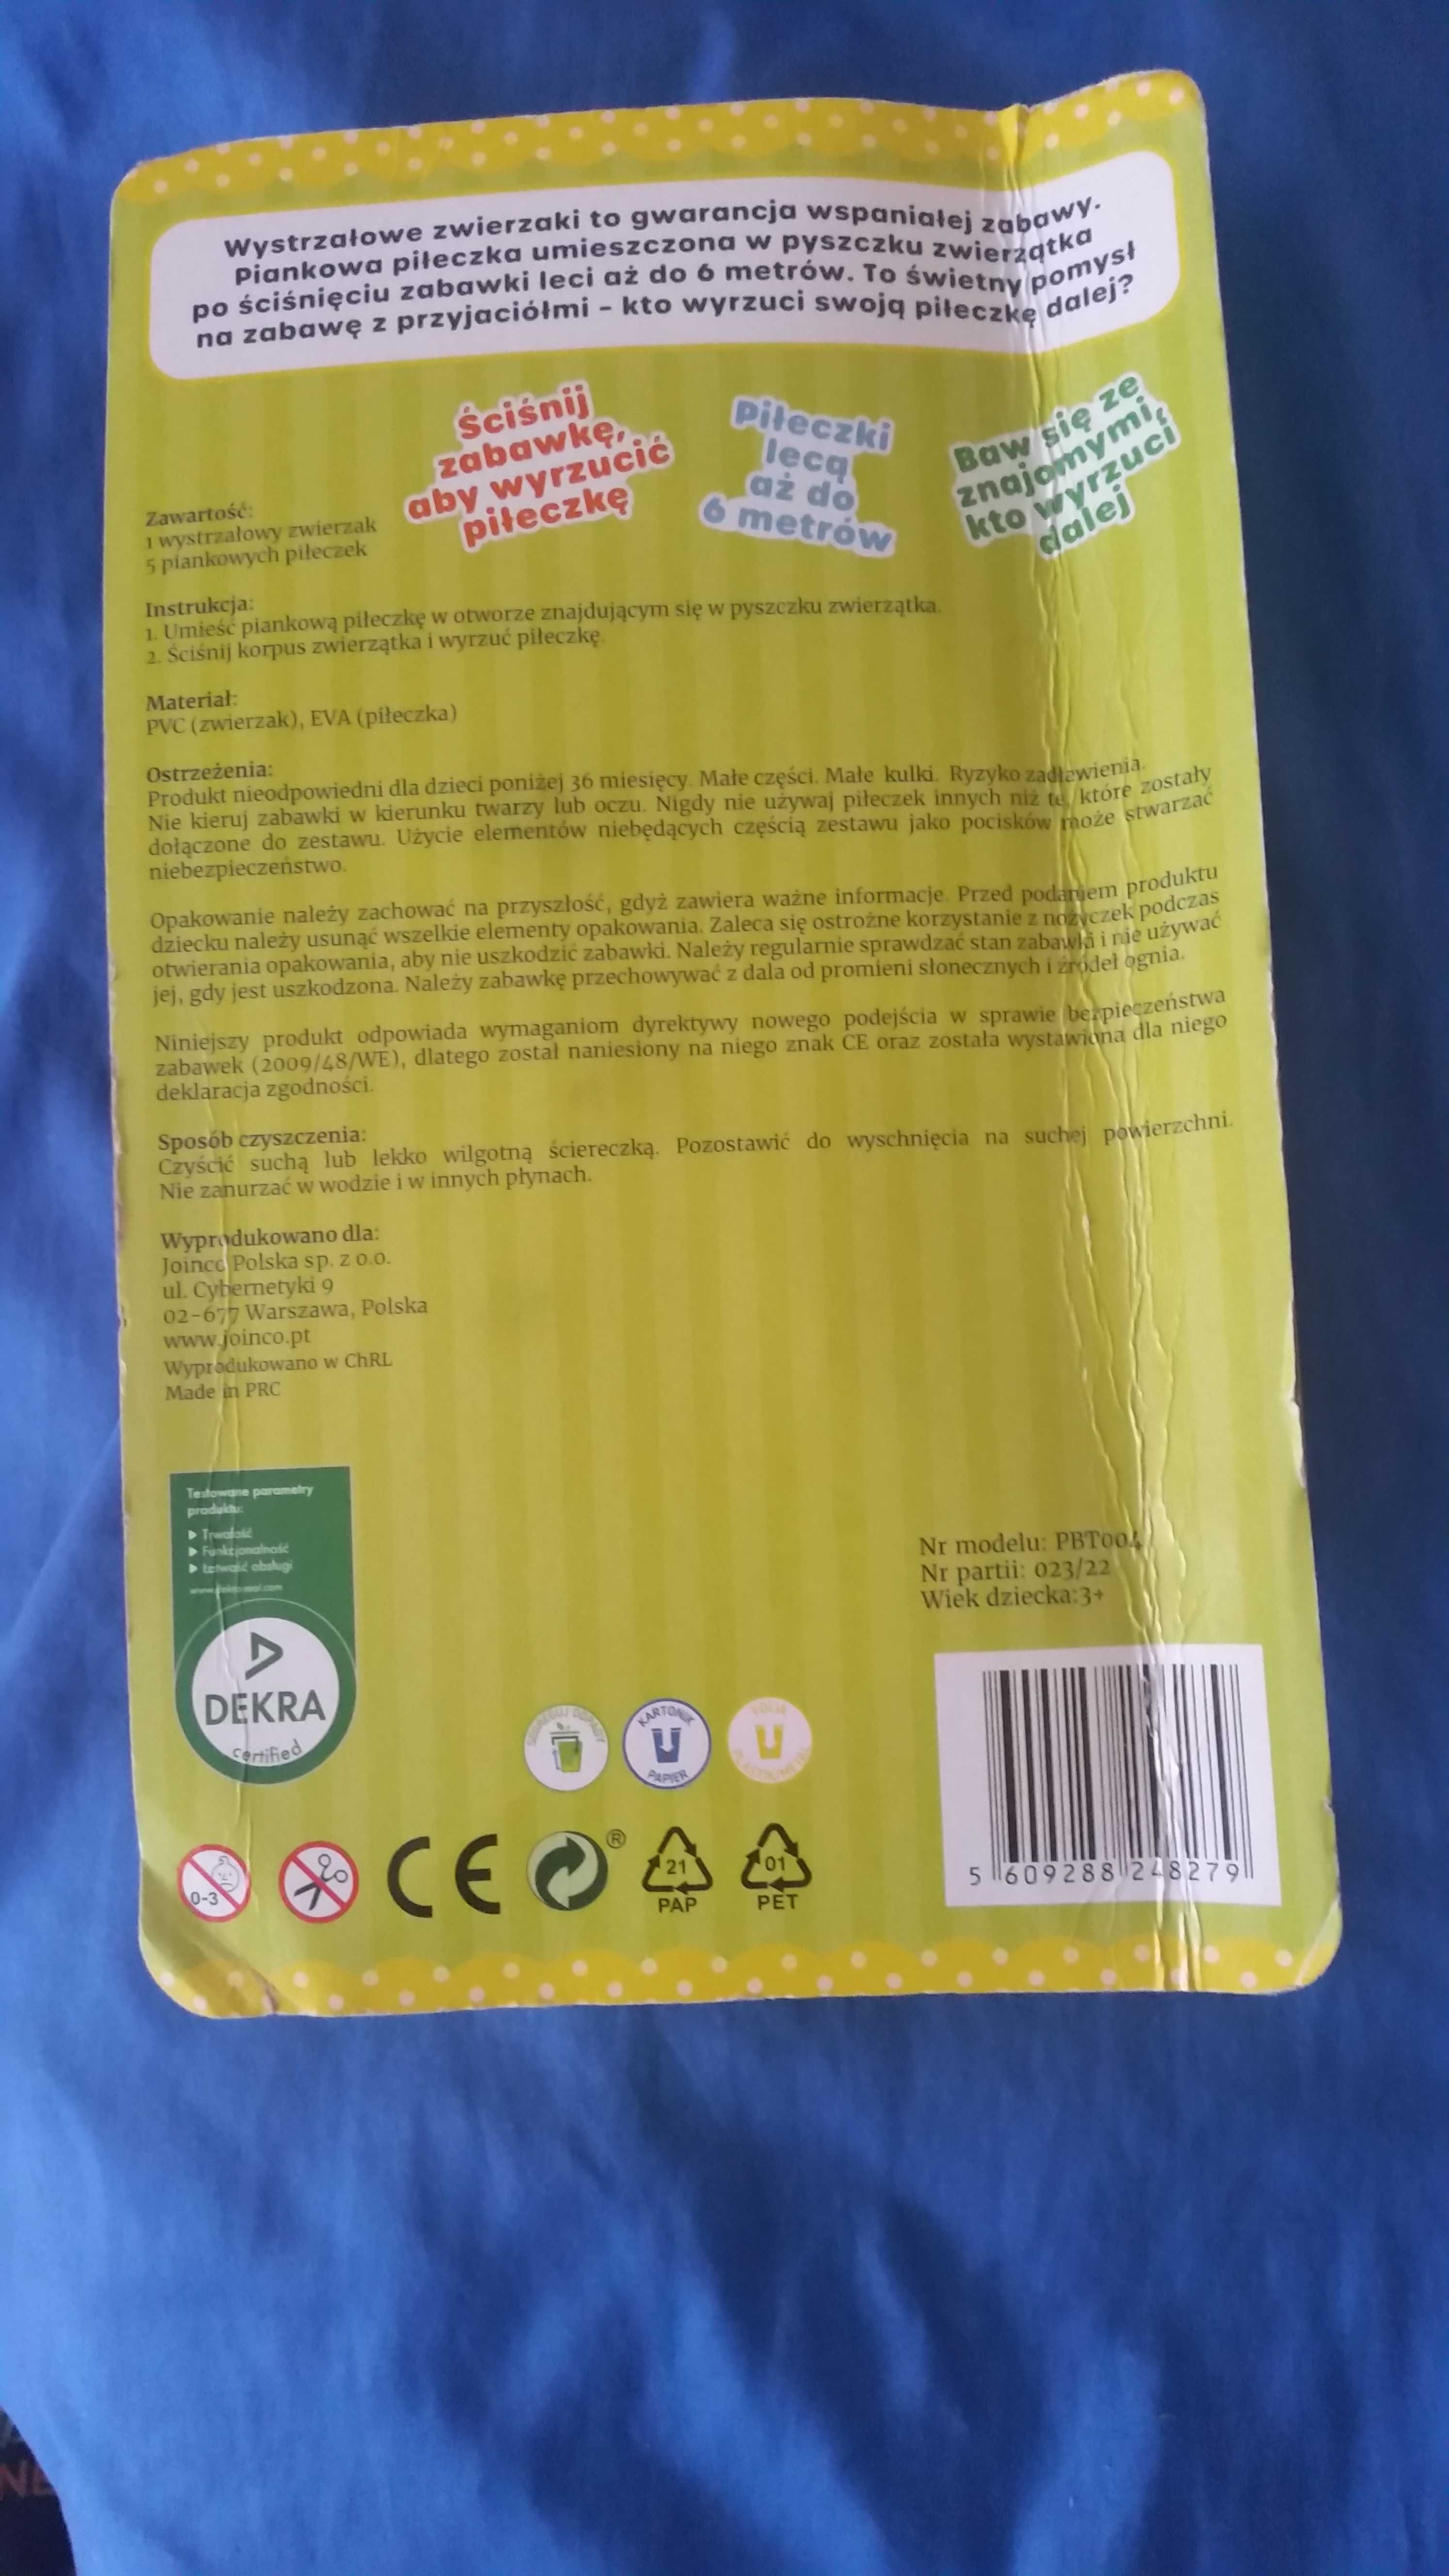 Wystrzałowe zwierzaki to gwarancja wspaniałej zabawy.
Piankowa piłeczka umieszczona w pyszczku zwierzątka
po ściśnięciu zabawki leci aż do 6 metrów. To świetny pomysł
na zabawę z przyjaciółmi – kto wyrzuci swoją piłeczkę dalej?
Ściśnij
zabawkę,
aby wyrzucić
piłeczkę
Piłeczki
lecą
aż do
6 metrów
Baw się ze
znajomymi,
kto wyrzuci
dalej
Zawartość:
1 wystrzałowy zwierzak
5 piankowych piłeczek
Instrukcja:
1. Umieść piankową piłeczkę w otworze znajdującym się w pyszczku zwierzątka.
2. Ściśnij korpus zwierzątka i wyrzuć piłeczkę.
Materiał:
PVC (zwierzak), EVA (piłeczka)
Ostrzeżenia:
Produkt nieodpowiedni dla dzieci poniżej 36 miesięcy. Małe części. Małe kulki. Ryzyko zadławienia.
Nie kieruj zabawki w kierunku twarzy lub oczu. Nigdy nie używaj piłeczek innych niż te, które zostały
dołączone do zestawu. Użycie elementów niebędących częścią zestawu jako pocisków może stwarzać
niebezpieczeństwo.
Opakowanie należy zachować na przyszłość, gdyż zawiera ważne informacje. Przed podaniem produktu
dziecku należy usunąć wszelkie elementy opakowania. Zaleca się ostrożne korzystanie z nożyczek podczas
otwierania opakowania, aby nie uszkodzić zabawki. Należy regularnie sprawdzać stan zabawki i nie używać
jej, gdy jest uszkodzona. Należy zabawkę przechowywać z dala od promieni słonecznych i źródeł ognia.
Niniejszy produkt odpowiada wymaganiom dyrektywy nowego podejścia w sprawie bezpieczeństwa
zabawek (2009/48/WE), dlatego został naniesiony na niego znak CE oraz została wystawiona dla niego
deklaracja zgodności.
Sposób czyszczenia:
Czyścić suchą lub lekko wilgotną ściereczką. Pozostawić do wyschnięcia na suchej powierzchni.
Nie zanurzać w wodzie i w innych płynach.
Wyprodukowano dla:
Joinco Polska sp. z o.o.
ul. Cybernetyki 9
02-677 Warszawa, Polska
www.joinco.pt
Wyprodukowano w ChRL
Made in PRC
Testowane parametry
produktu:
Trwałość
Funkcjonalność
Łatwość obsługi
www.dekra-seal.com
DEKRA
certified
Nr modelu: PBT004
Nr partii: 023/22
Wiek dziecka:3+
KARTONIK
PAPIER
0-3
CE
®
21
PAP
01
PET
5 609288 248279